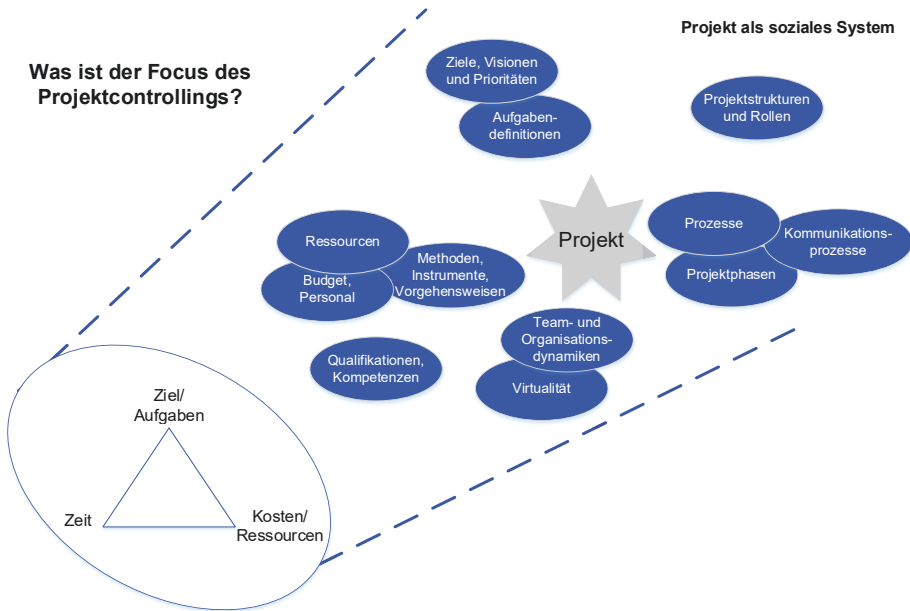 Projekt als soziales System
Was ist der Focus des
Projektcontrollings?
Ziele, Visionen
und Prioritäten
Aufgaben-
definitionen
Projektstrukturen
und Rollen
Ressourcen
Budget,
Personal
Methoden,
Instrumente,
Vorgehensweisen
Projekt
Prozesse
Kommunikations-
prozesse
Projektphasen
Qualifikationen,
Kompetenzen
Team- und
Organisations-
dynamiken
Virtualität
Ziel/
Aufgaben
Zeit
Kosten/
Ressourcen